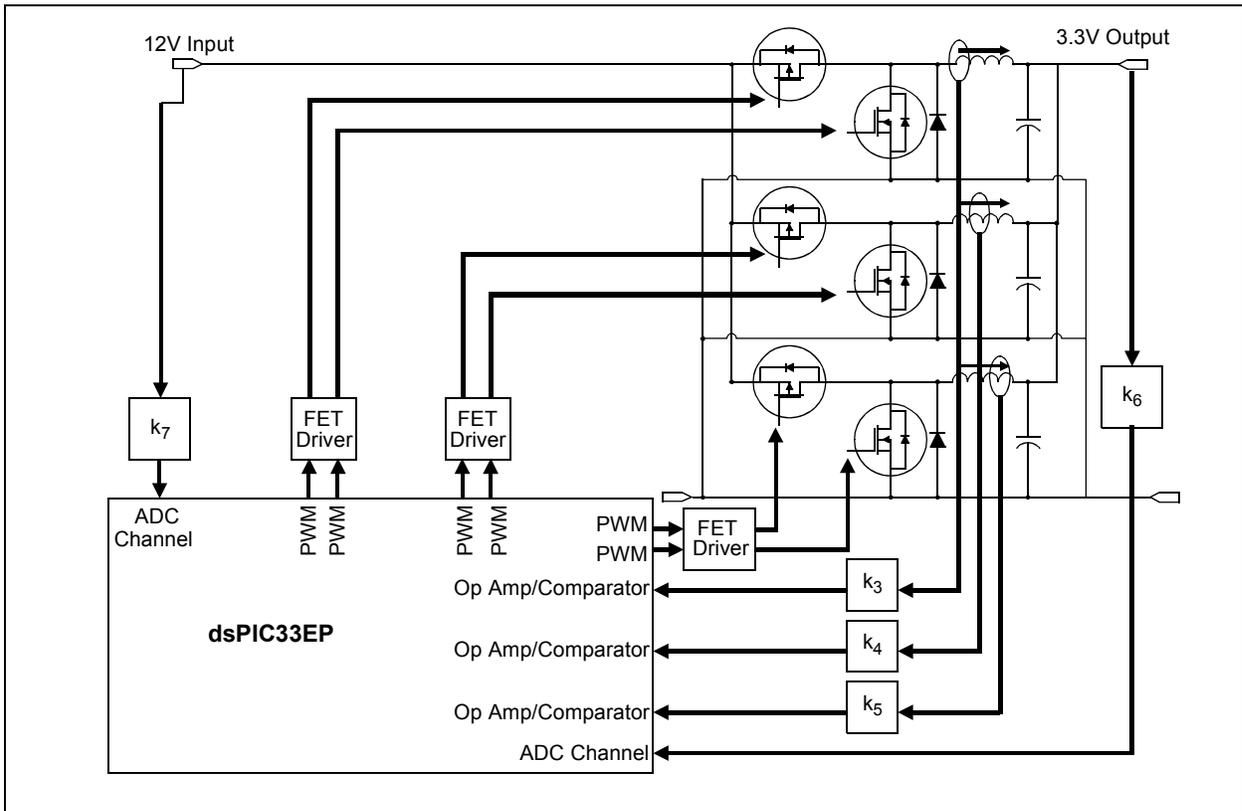 12V Input
3.3V Output
k7
FET
Driver
FET
Driver
k6
ADC
Channel
PWM
PWM
PWM
PWM
PWM
PWM
FET
Driver
Op Amp/Comparator
k3
dsPIC33EP
Op Amp/Comparator
k4
Op Amp/Comparator
k5
ADC Channel